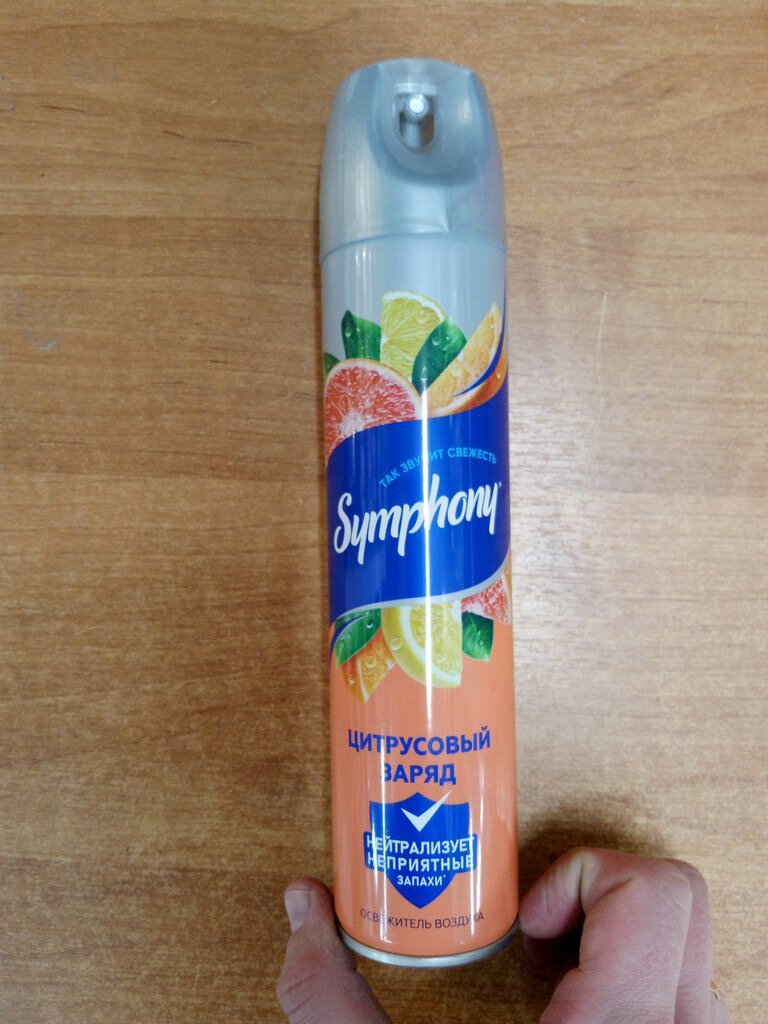 ТАК ЗВУЧИТ СВЕЖЕСТЬ
Symphony
ЦИТРУСОВЫЙ
ЗАРЯД
НЕЙТРАЛИЗУЕТ
НЕПРИЯТНЫЕ
ЗАПАХИ*
ОСВЕЖИТЕЛЬ ВОЗДУХА